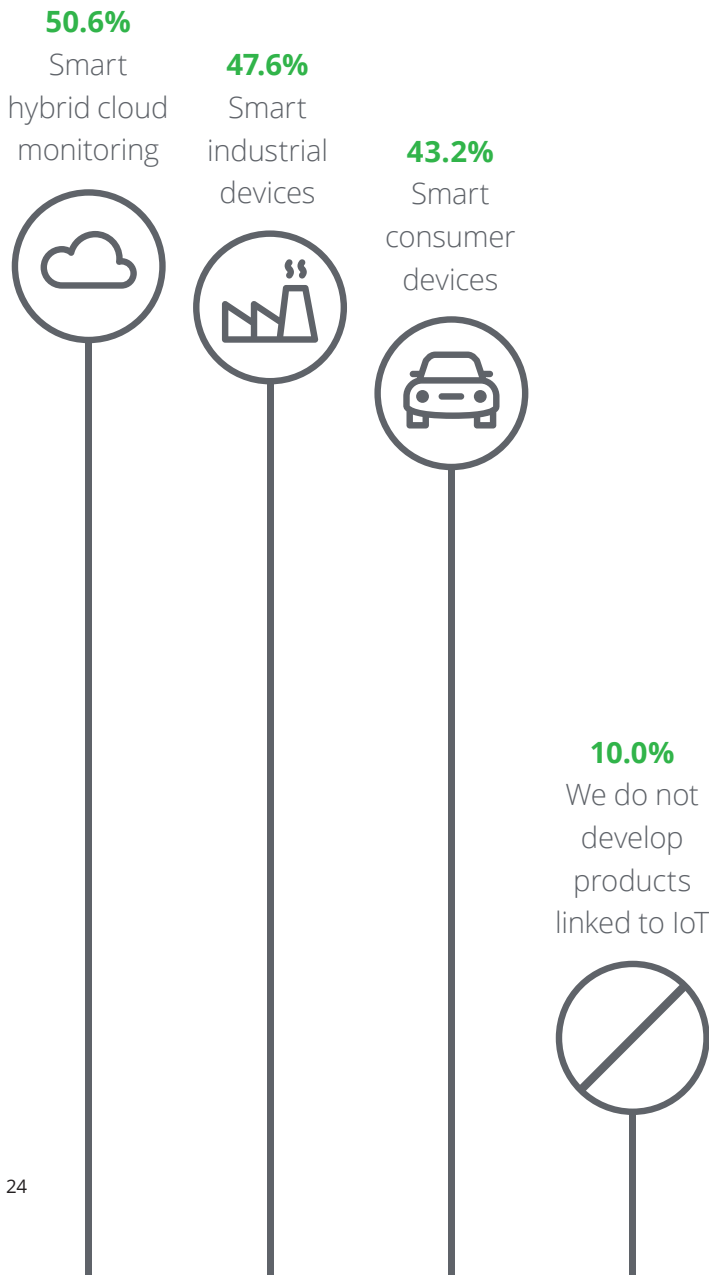 50.6%
Smart
hybrid cloud
monitoring
47.6%
Smart
industrial
devices
43.2%
Smart
consumer
devices
10.0%
We do not
develop
products
linked to IoT
24